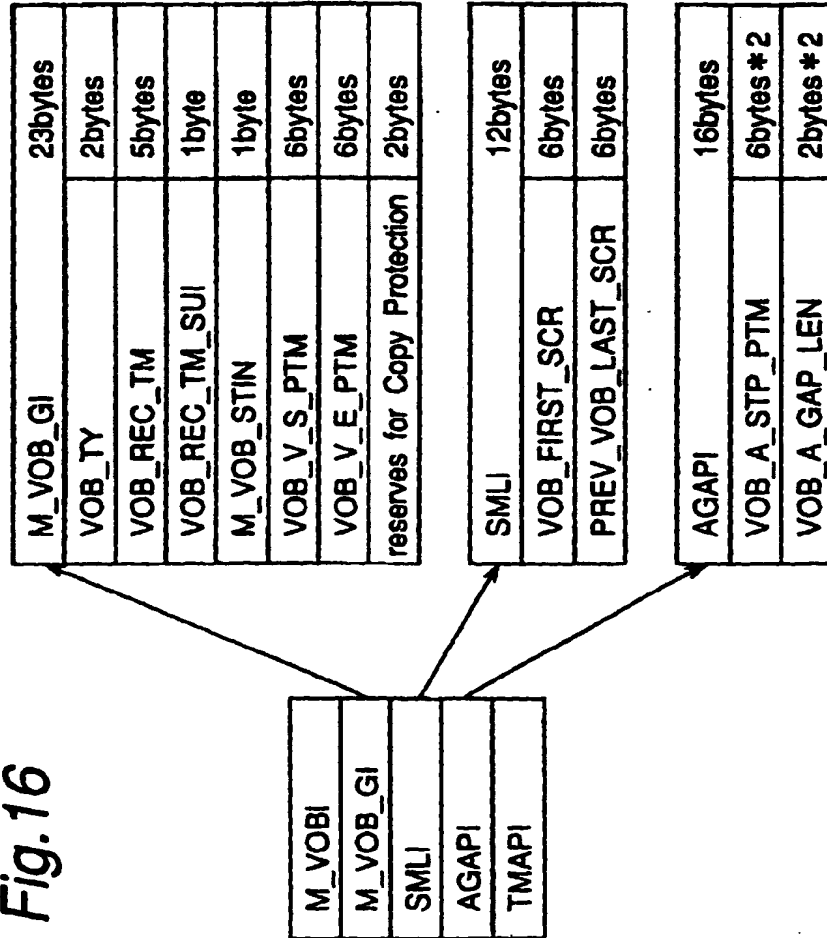 Fig.16
M_VOBI
M_VOB_GI
SMLI
AGAPI
TMAPI
M_VOB_GI 23bytes
VOB_TY 2bytes
VOB_REC_TM 5bytes
VOB_REC_TM_SUI 1byte
M_VOB_STIN 1byte
VOB_V_S_PTM 6bytes
VOB_V_E_PTM 6bytes
reserves for Copy Protection 2bytes
SMLI 12bytes
VOB_FIRST_SCR 6bytes
PREV_VOB_LAST_SCR 6bytes
AGAPI 16bytes
VOB_A_STP_PTM 6bytes*2
VOB_A_GAP_LEN 2bytes*2